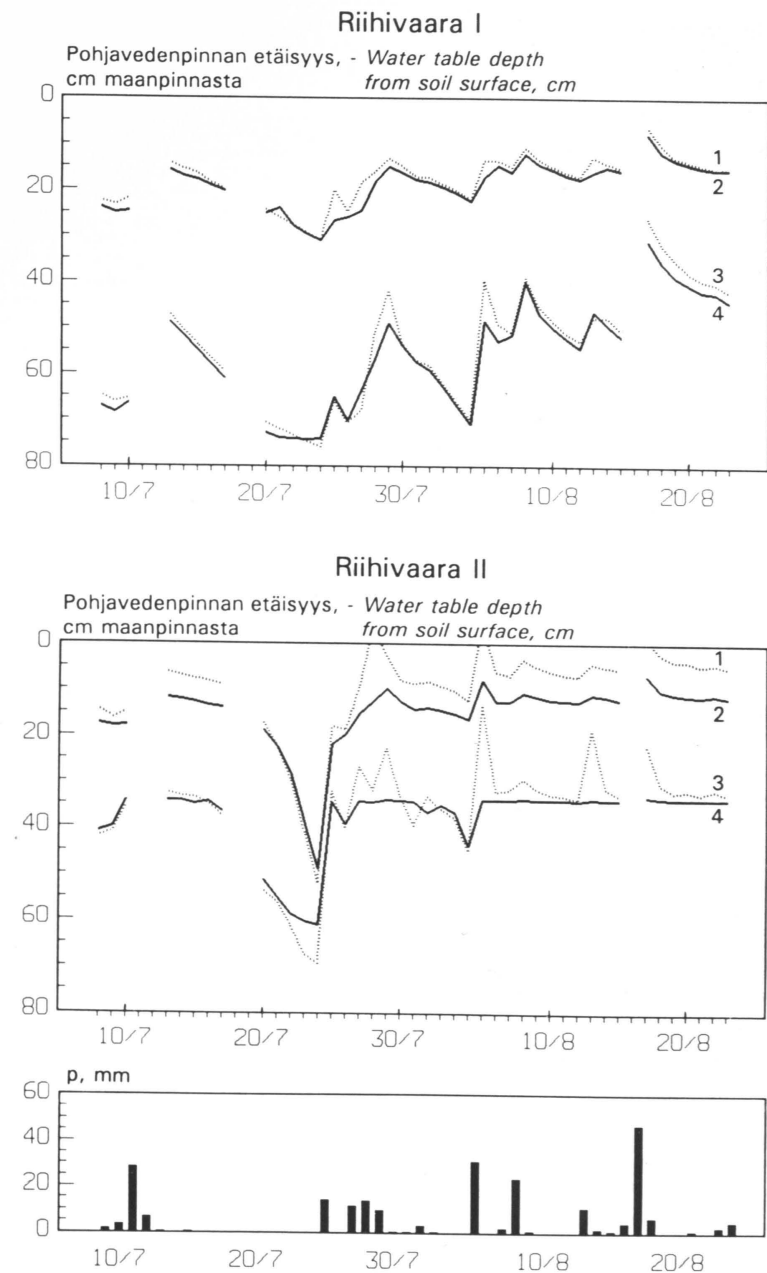 Riihivaara I
Pohjavedenpinnan etäisyys, - Water table depth
cm maanpinnasta from soil surface, cm
0
20
40
60
80
1
2
3
4
10/7 20/7 30/7 10/8 20/8
Riihivaara II
Pohjavedenpinnan etäisyys, - Water table depth
cm maanpinnasta from soil surface, cm
0
20
40
60
80
1
2
3
4
10/7 20/7 30/7 10/8 20/8
p, mm
60
40
20
0
10/7 20/7 30/7 10/8 20/8